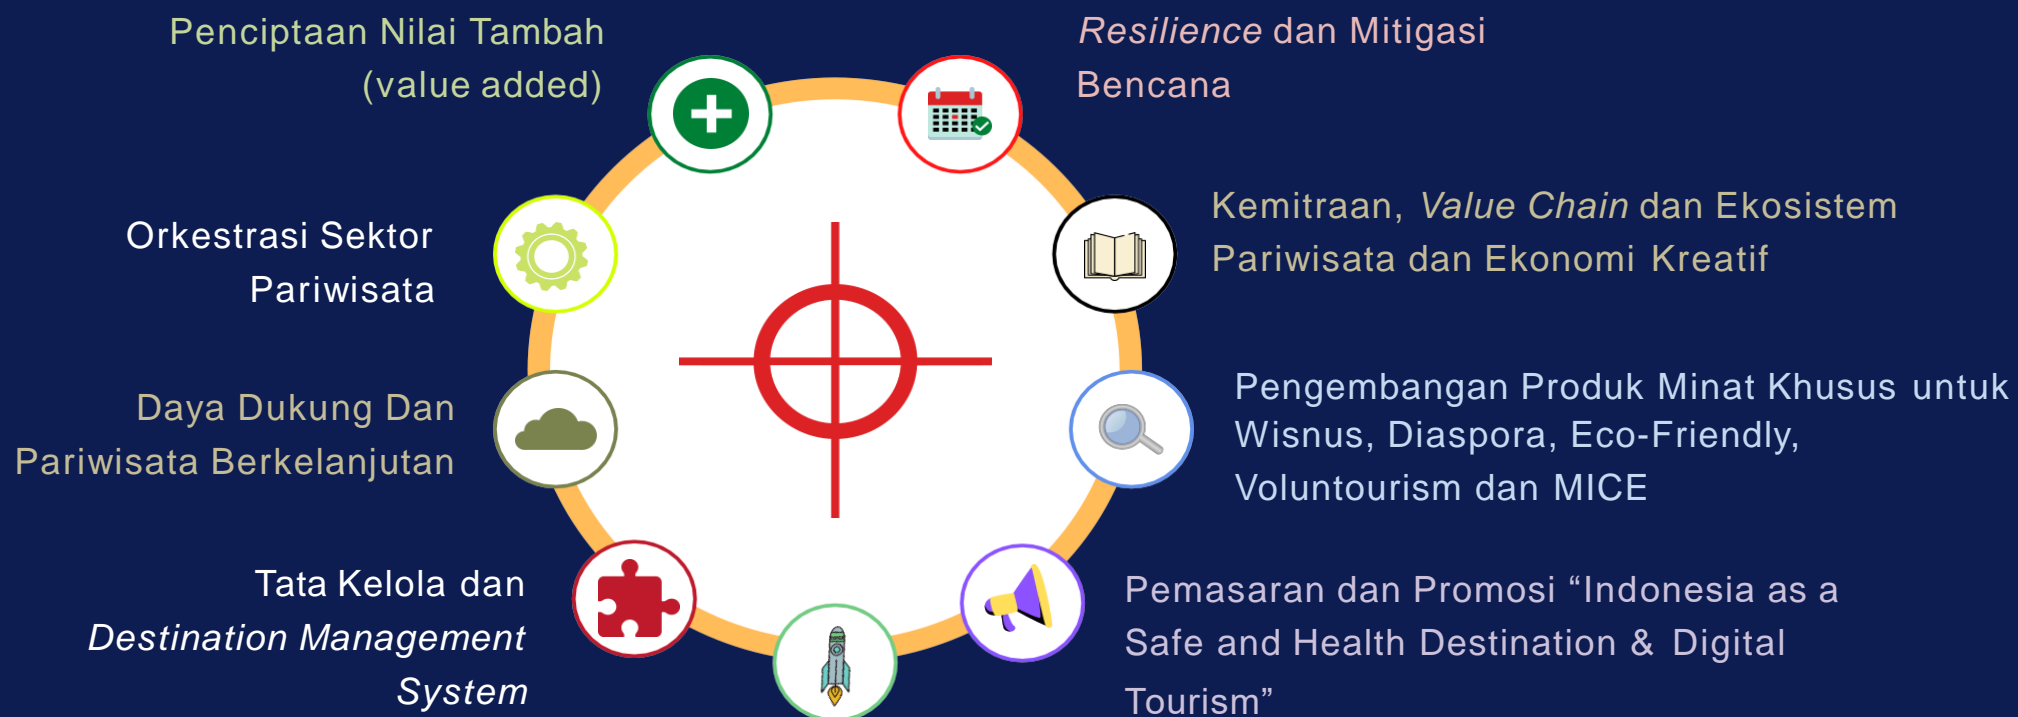 Penciptaan Nilai Tambah
(value added)
Resilience dan Mitigasi
Bencana
Orkestrasi Sektor
Pariwisata
Kemitraan, Value Chain dan Ekosistem
Pariwisata dan Ekonomi Kreatif
Daya Dukung Dan
Pariwisata Berkelanjutan
Pengembangan Produk Minat Khusus untuk
Wisnus, Diaspora, Eco-Friendly,
Voluntourism dan MICE
Tata Kelola dan
Destination Management
System
Pemasaran dan Promosi “Indonesia as a
Safe and Health Destination & Digital
Tourism”